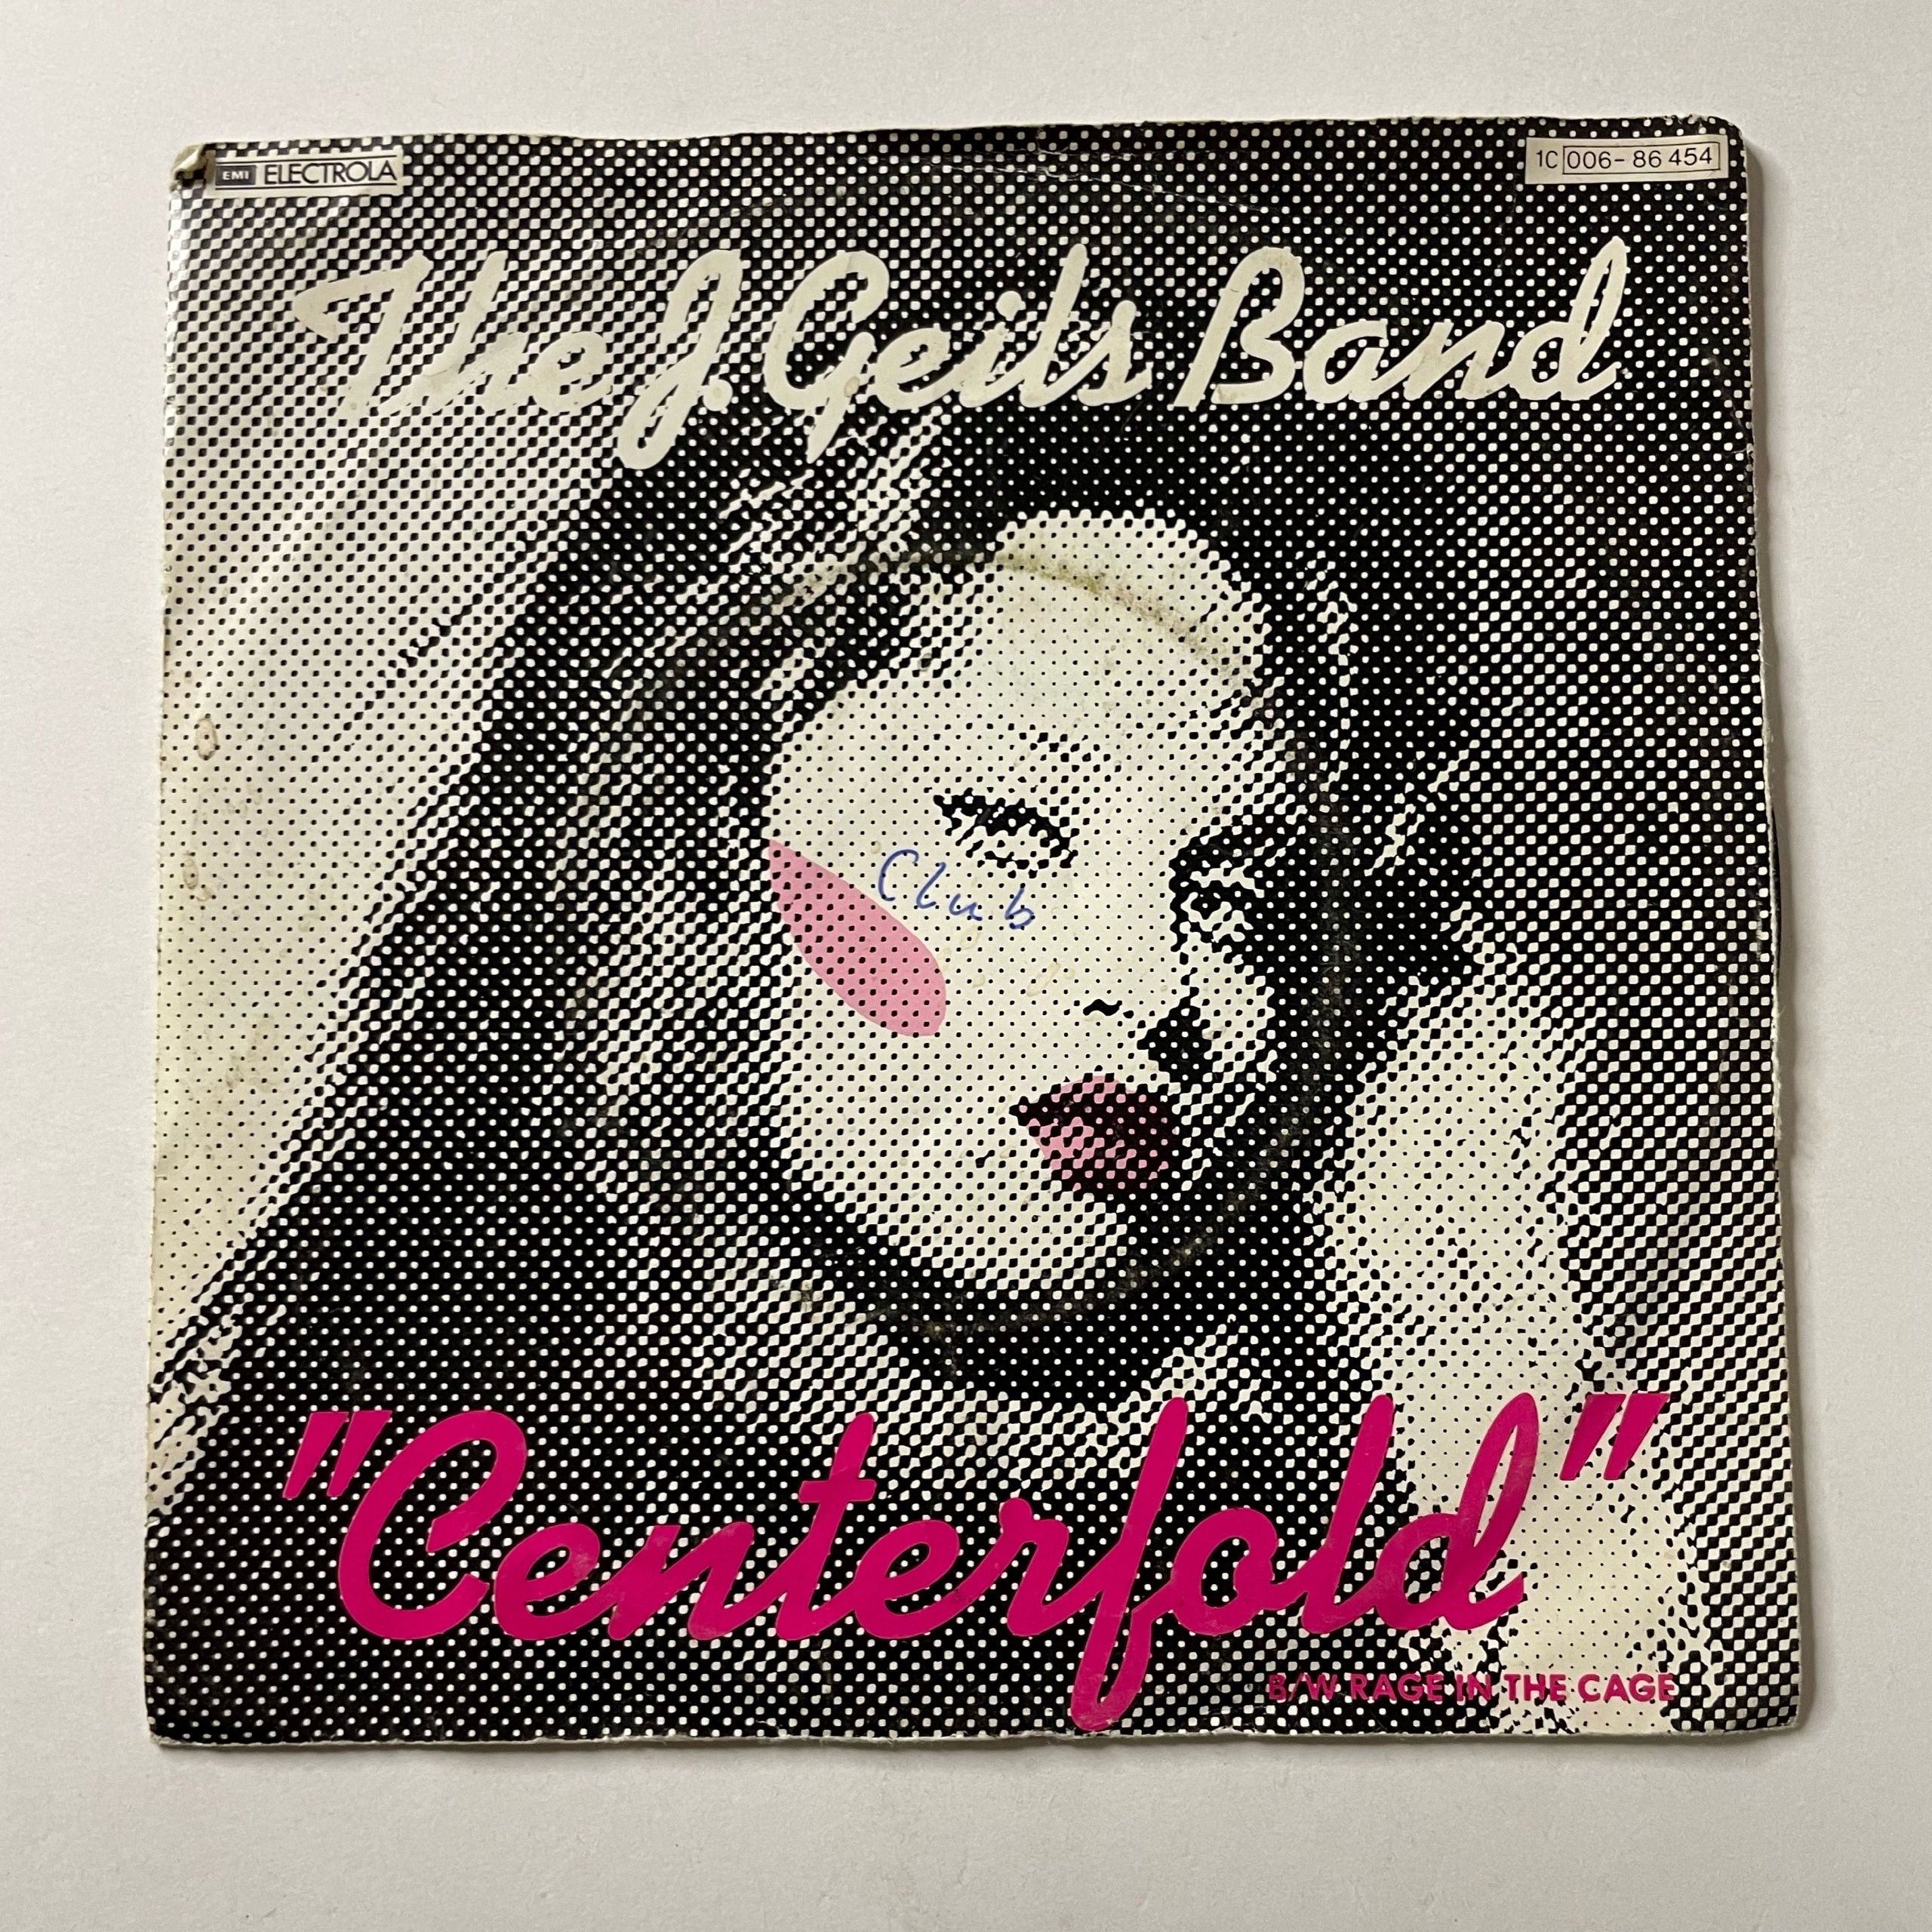 EMI ELECTROLA
1C 006-86 454
The J. Geils Band
Club
"Centerfold"
B/W RAGE IN THE CAGE